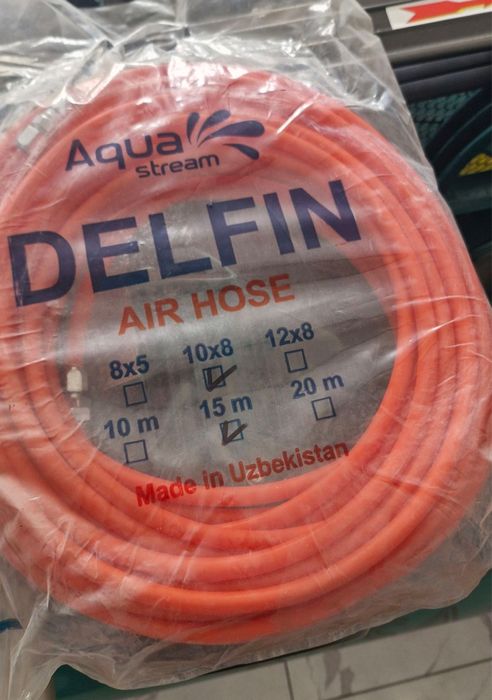 Aqua
stream
DELFIN
AIR HOSE
8x5 10x8 12x8
10 m 15 m 20 m
Made in Uzbekistan